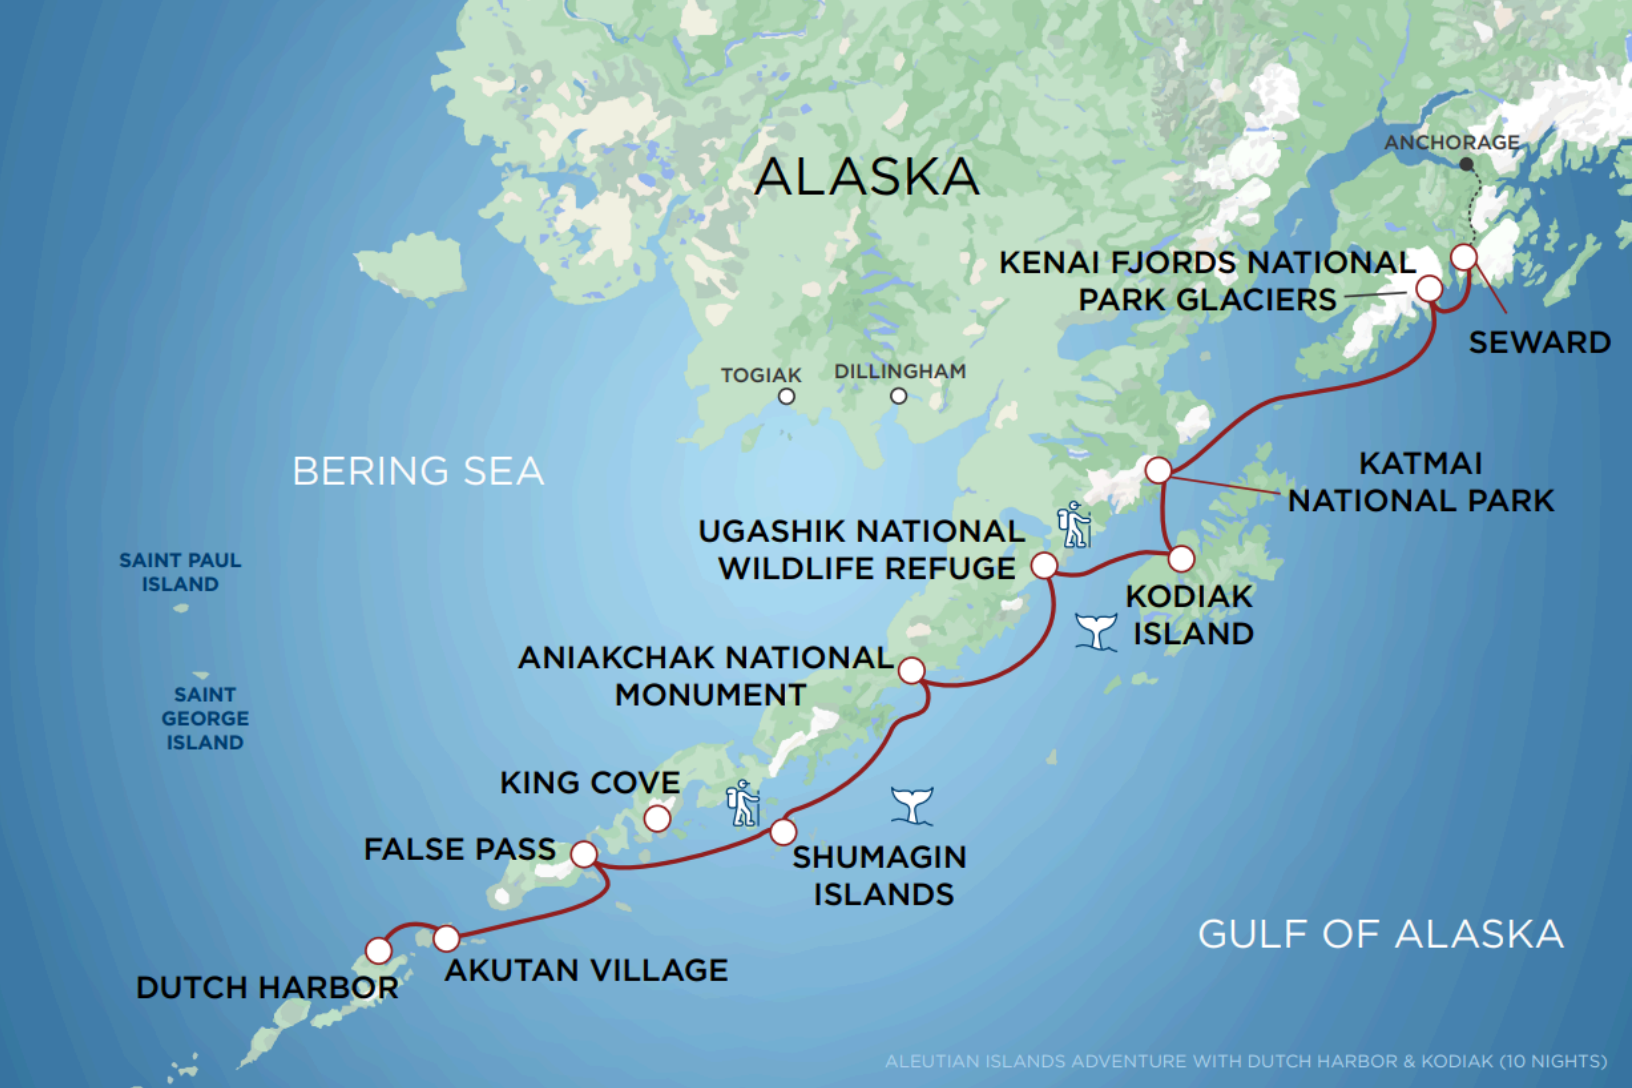 ANCHORAGE
ALASKA
KENAI FJORDS NATIONAL
PARK GLACIERS
SEWARD
TOGIAK
DILLINGHAM
BERING SEA
KATMAI
NATIONAL PARK
UGASHIK NATIONAL
WILDLIFE REFUGE
SAINT PAUL
ISLAND
KODIAK
ISLAND
ANIAKCHAK NATIONAL
MONUMENT
SAINT
GEORGE
ISLAND
KING COVE
FALSE PASS
SHUMAGIN
ISLANDS
GULF OF ALASKA
AKUTAN VILLAGE
DUTCH HARBOR
ALEUTIAN ISLANDS ADVENTURE WITH DUTCH HARBOR & KODIAK (10 NIGHTS)